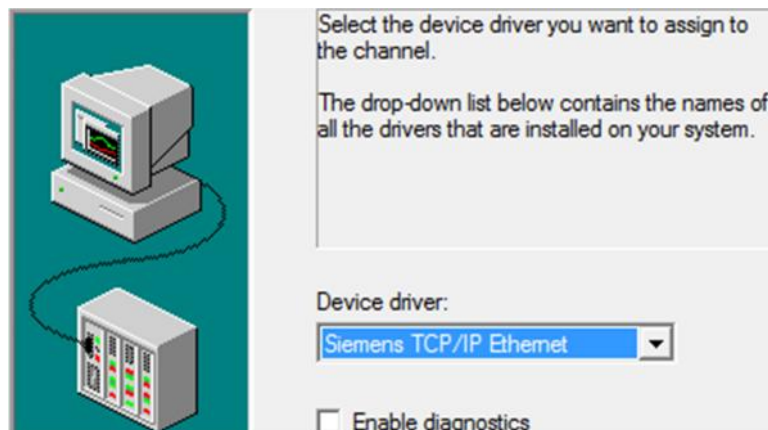 Select the device driver you want to assign to
the channel.
The drop-down list below contains the names of
all the drivers that are installed on your system.
Device driver:
Siemens TCP/IP Ethernet
Enable diagnostics